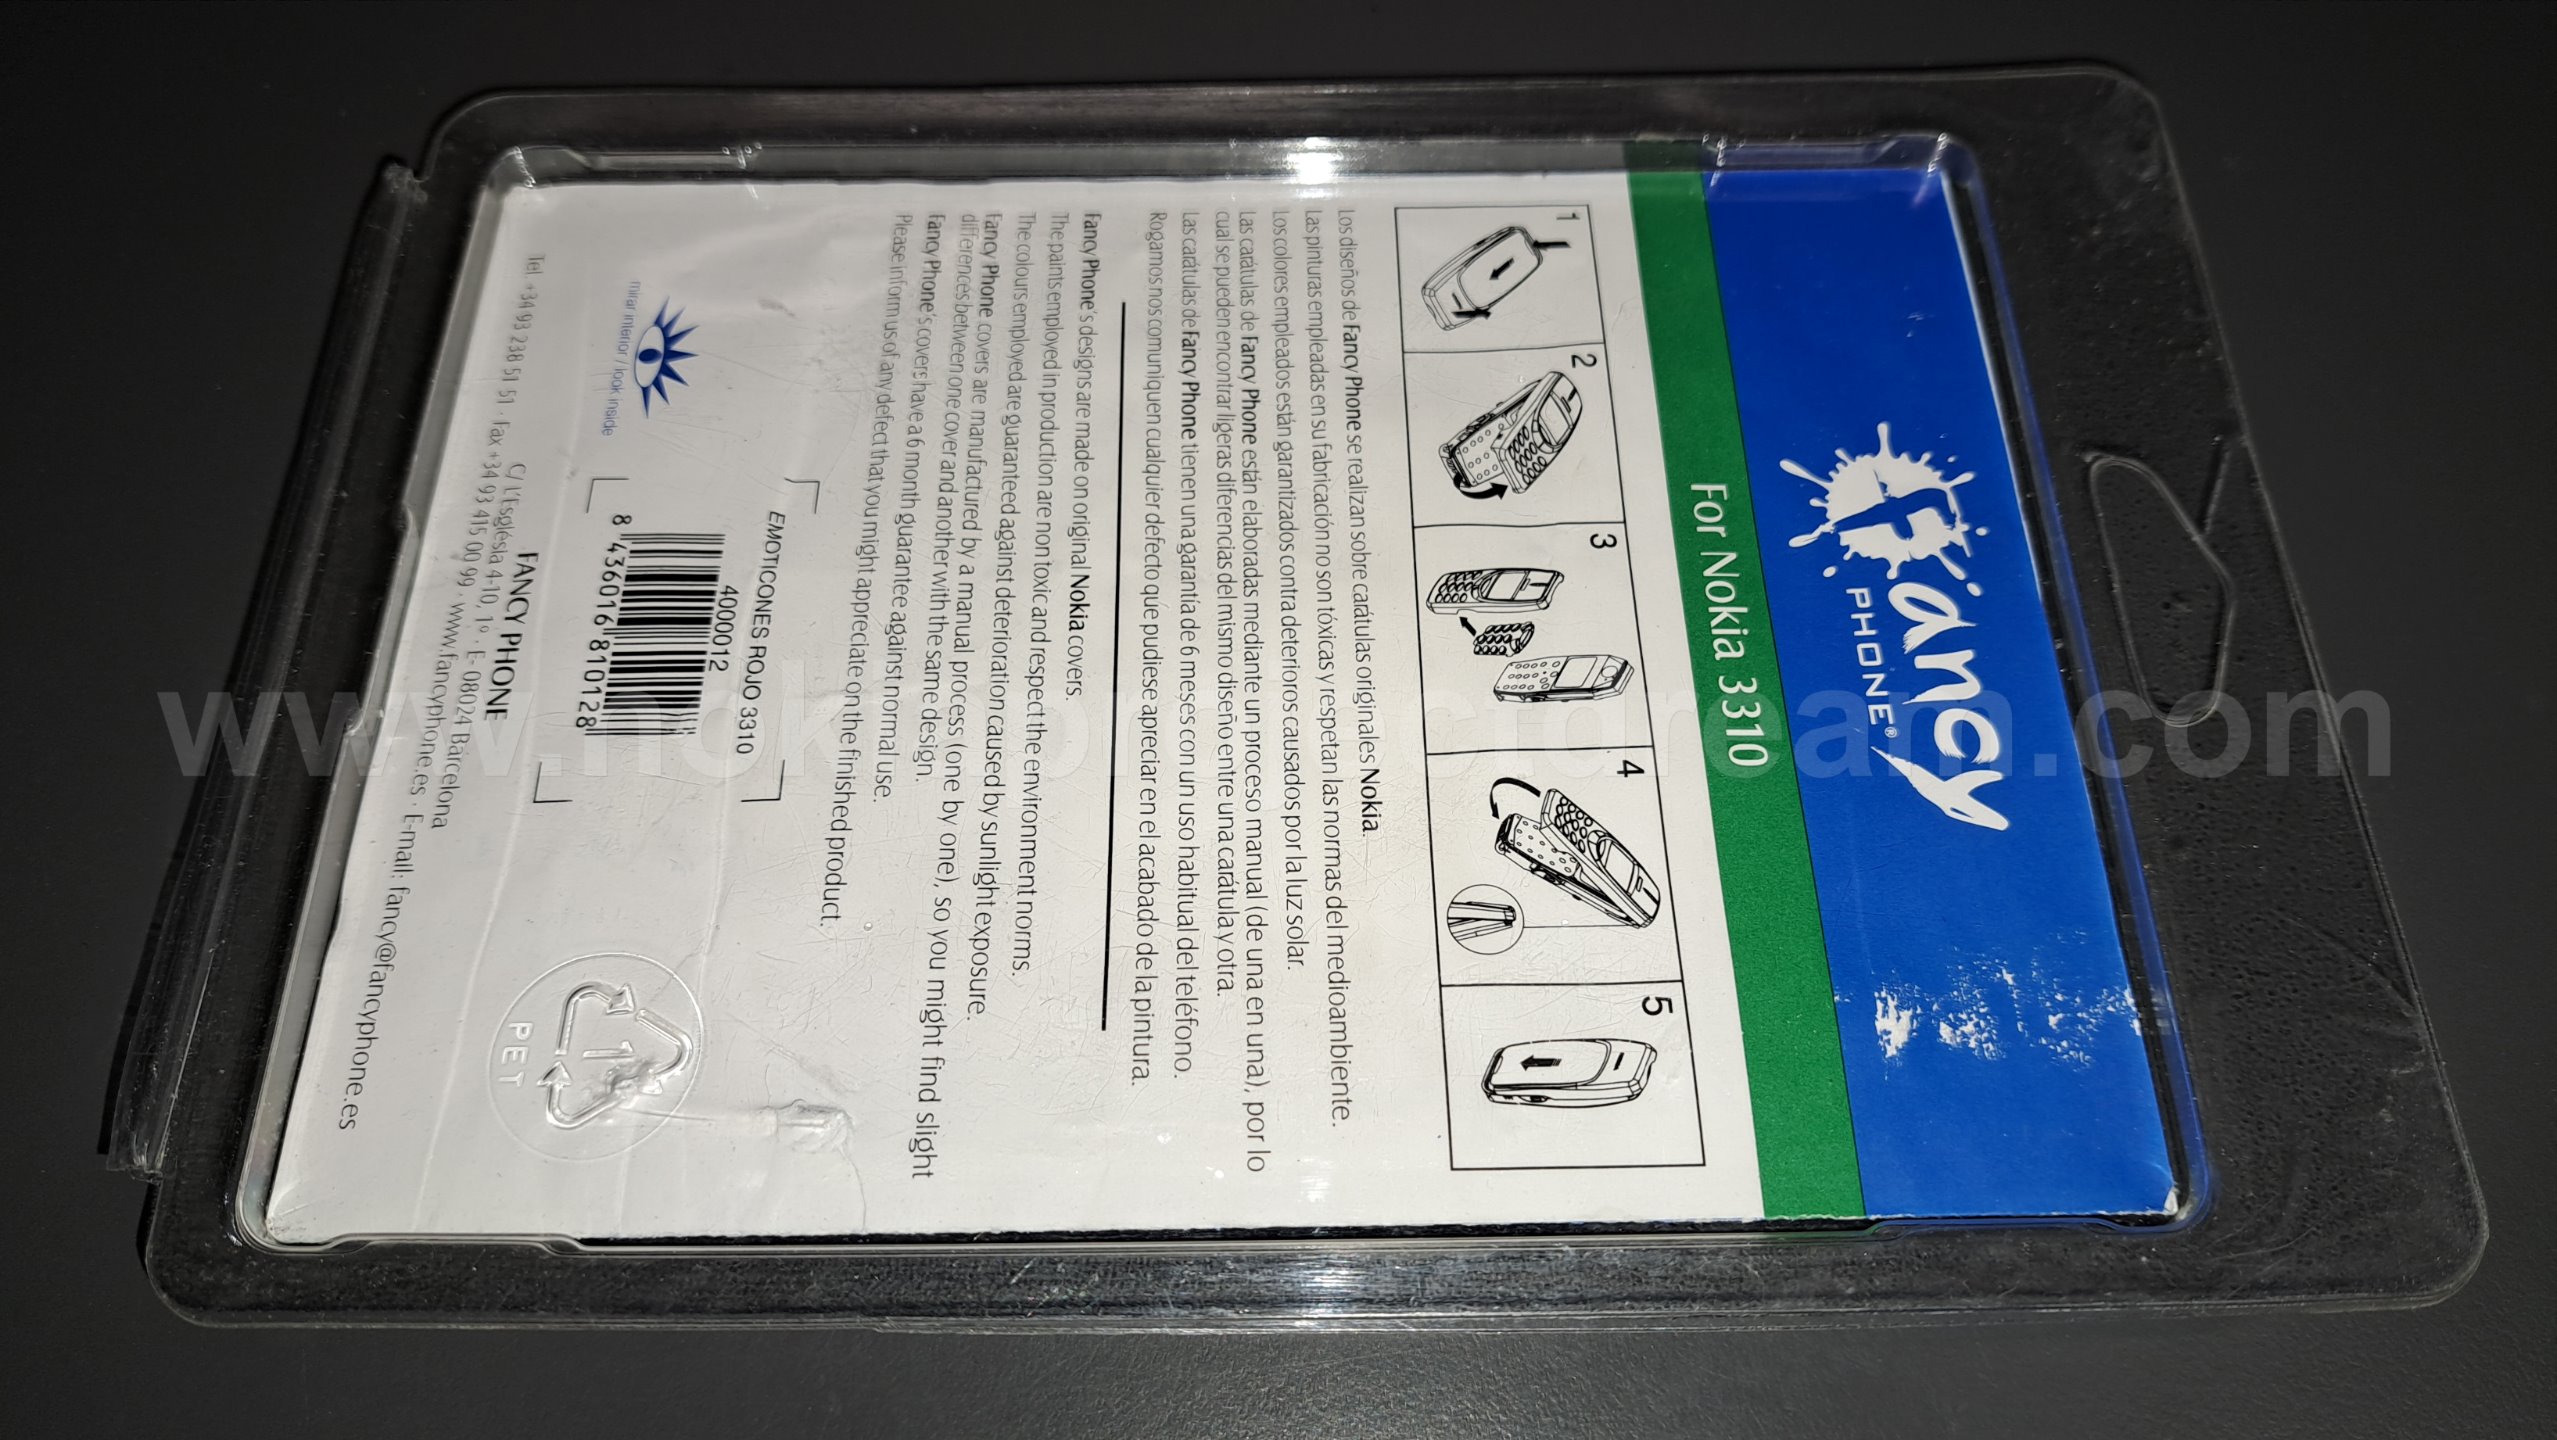 Fancy
PHONE®
For Nokia 3310
1
2
3
4
5
Los diseños de Fancy Phone se realizan sobre carátulas originales Nokia.
Las pinturas empleadas en su fabricación no son tóxicas y respetan las normas del medioambiente.
Los colores empleados están garantizados contra deterioros causados por la luz solar.
Las carátulas de Fancy Phone están elaboradas mediante un proceso manual (de una en una), por lo
cual se pueden encontrar ligeras diferencias del mismo diseño entre una carátula y otra.
Las carátulas de Fancy Phone tienen una garantía de 6 meses con un uso habitual del teléfono.
Rogamos nos comuniquen cualquier defecto que pudiese apreciar en el acabado de la pintura.
Fancy Phone's designs are made on original Nokia covers.
The paints employed in production are non toxic and respect the environment norms.
The colours employed are guaranteed against deterioration caused by sunlight exposure.
Fancy Phone covers are manufactured by a manual process (one by one), so you might find slight
differences between one cover and another with the same design.
Fancy Phone's covers have a 6 month guarantee against normal use.
Please inform us of any defect that you might appreciate on the finished product.
mirar interior / look inside
EMOTICONES ROJO 3310
4000012
8 436016 810128
1
PET
FANCY PHONE
C/ L'Església 4-10, 1º · E- 08024 Barcelona
Tel. +34 93 238 51 51 · Fax +34 93 415 00 99 · www.fancyphone.es · E-mail: fancy@fancyphone.es